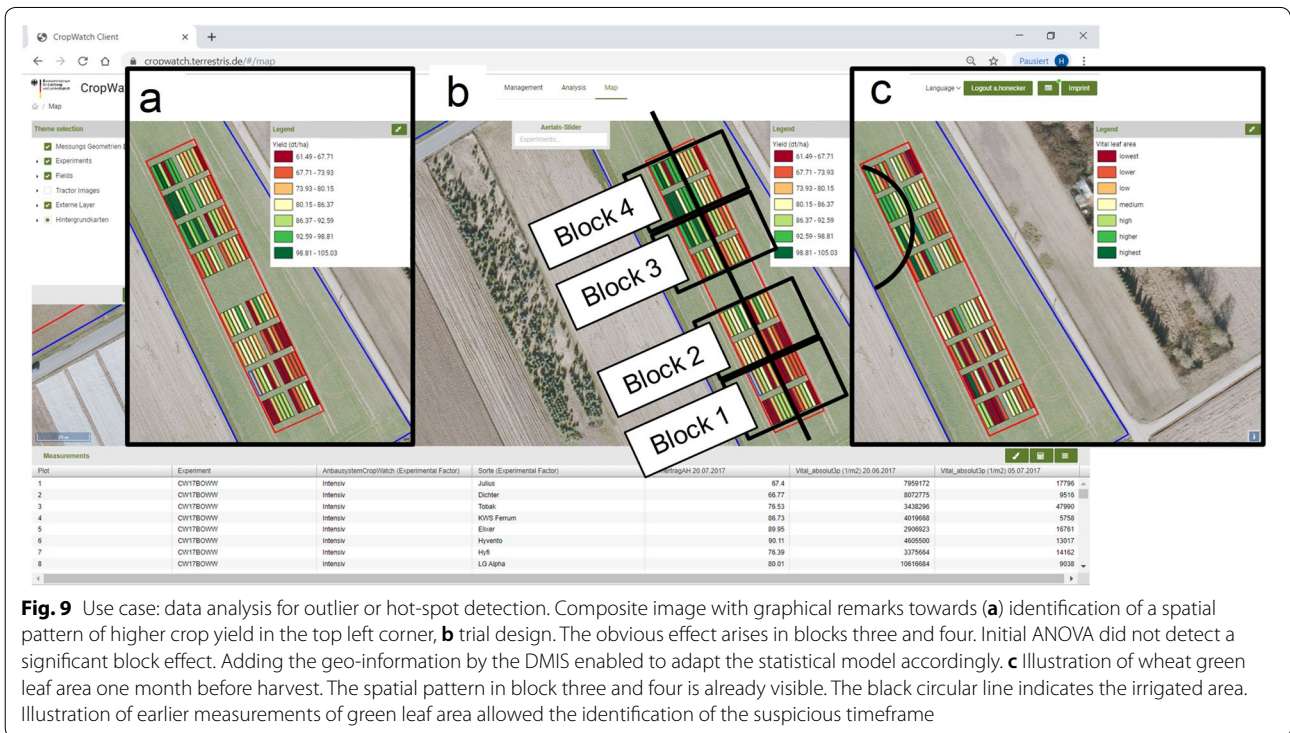 CropWatch Client
cropwatch.terrestris.de/#/map
Pausiert H
CropWa
/ Map
Management Analysis Map
Language Logout a.honecker Imprint
a
b
c
Theme selection
Messungs Geometrien
Experiments
Fields
Tractor Images
Externe Layer
Hintergrundkarten
Legend
Yield (dt/ha)
61.49 - 67.71
67.71 - 73.93
73.93 - 80.15
80.15 - 86.37
86.37 - 92.59
92.59 - 98.81
98.81 - 105.03
Aerials-Slider
Experiments...
Block 4
Block 3
Block 2
Block 1
Legend
Yield (dt/ha)
61.49 - 67.71
67.71 - 73.93
73.93 - 80.15
80.15 - 86.37
86.37 - 92.59
92.59 - 98.81
98.81 - 105.03
Legend
Vital leaf area
lowest
lower
low
medium
high
higher
highest
Measurements
Plot Experiment AnbausystemCropWatch (Experimental Factor) Sorte (Experimental Factor) ertragAH 20.07.2017 Vital_absolut3p (1/m2) 20.06.2017 Vital_absolut3p (1/m2) 05.07.2017
1 CW17BOWW Intensiv Julius 67.4 7959172 17796
2 CW17BOWW Intensiv Dichter 66.77 8072775 9516
3 CW17BOWW Intensiv Tobak 76.53 3438296 47990
4 CW17BOWW Intensiv KWS Ferrum 86.73 4019668 5758
5 CW17BOWW Intensiv Elixer 89.95 2906923 16761
6 CW17BOWW Intensiv Hyvento 90.11 4605500 13017
7 CW17BOWW Intensiv Hyfi 76.39 3375664 14162
8 CW17BOWW Intensiv LG Alpha 80.01 10616684 9038
Fig. 9 Use case: data analysis for outlier or hot-spot detection. Composite image with graphical remarks towards (a) identification of a spatial
pattern of higher crop yield in the top left corner, b trial design. The obvious effect arises in blocks three and four. Initial ANOVA did not detect a
significant block effect. Adding the geo-information by the DMIS enabled to adapt the statistical model accordingly. c Illustration of wheat green
leaf area one month before harvest. The spatial pattern in block three and four is already visible. The black circular line indicates the irrigated area.
Illustration of earlier measurements of green leaf area allowed the identification of the suspicious timeframe